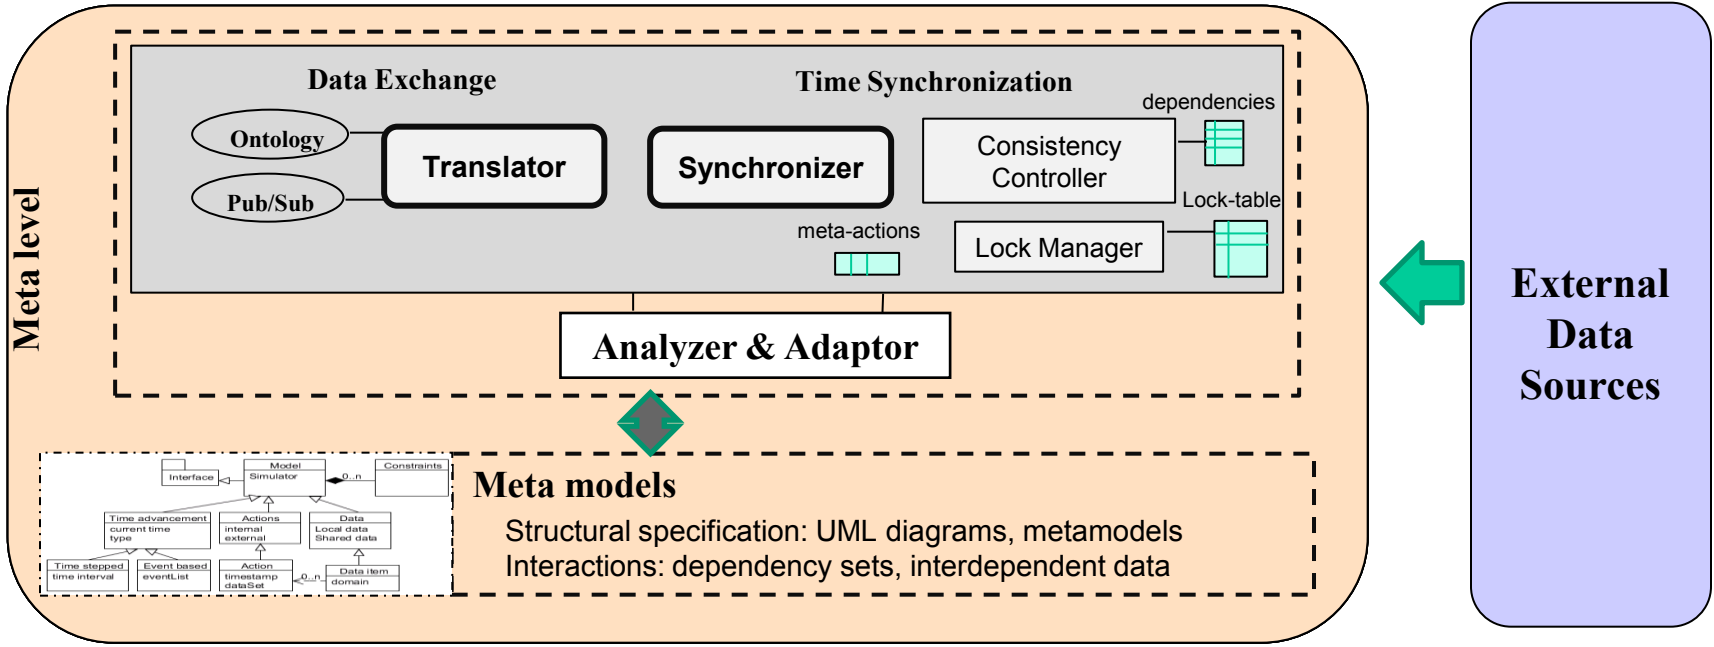 Meta level
Data Exchange
Time Synchronization
Ontology
Pub/Sub
Translator
Synchronizer
Consistency
Controller
dependencies
Lock-table
meta-actions
Lock Manager
Analyzer & Adaptor
External
Data
Sources
Interface
Model
Simulator
0..n
Constraints
Time advancement
current time
type
Actions
internal
external
Data
Local data
Shared data
Time stepped
time interval
Event based
eventList
Action
timestamp
dataSet
0..n
Data item
domain
Meta models
Structural specification: UML diagrams, metamodels
Interactions: dependency sets, interdependent data